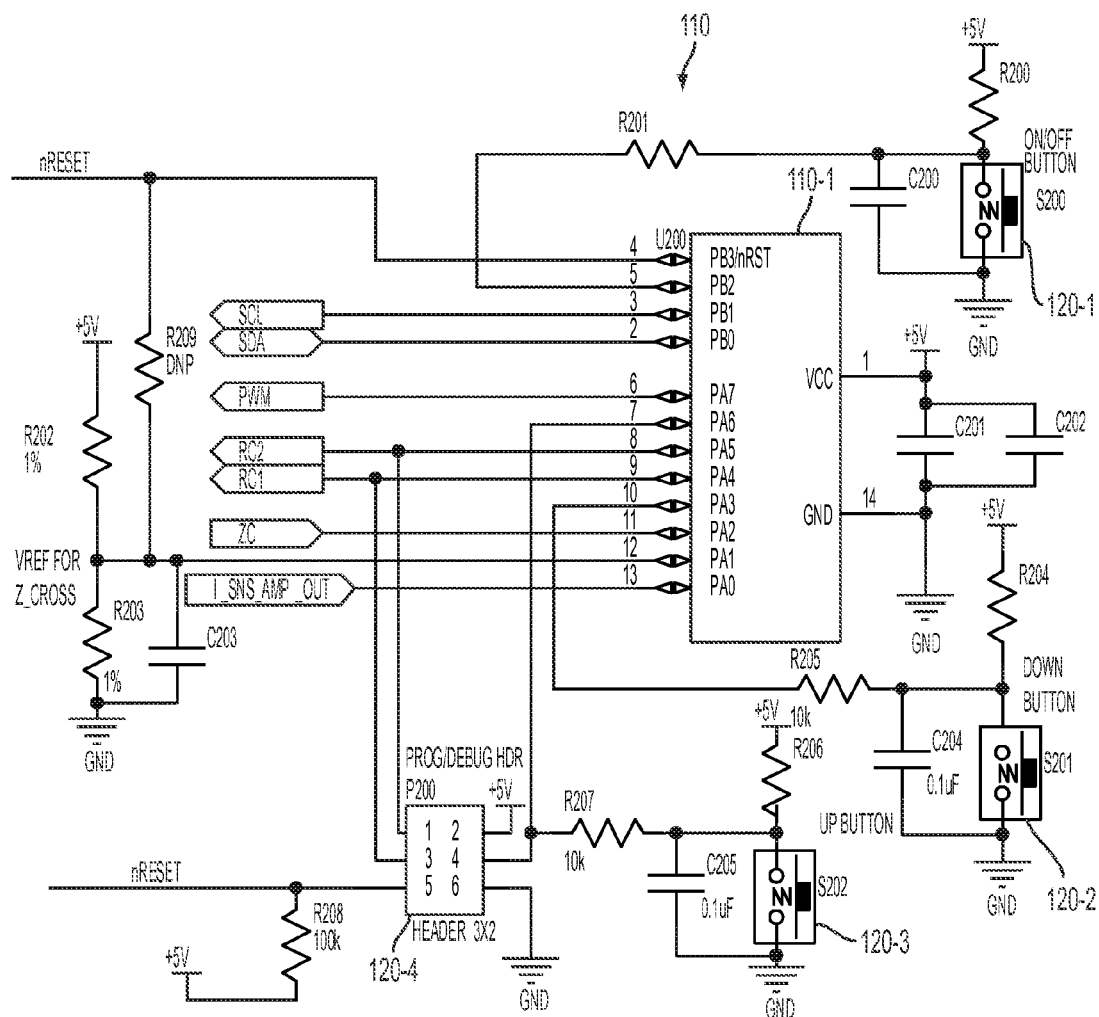 110
+5V
R200
R201
ON/OFF
BUTTON
nRESET
110-1
C200
S200
U200
4
PB3/nRST
5
PB2
120-1
SCL
3
PB1
GND
SDA
2
PB0
+5V
R209
DNP
+5V
1
VCC
PWM
6
PA7
7
PA6
R202
1%
C201
C202
RC2
8
PA5
RC1
9
PA4
10
PA3
14
GND
+5V
ZC
11
PA2
VREF FOR
Z_CROSS
12
PA1
R204
I_SNS_AMP_OUT
13
PA0
R203
C203
GND
1%
R205
DOWN
BUTTON
+5V
10k
GND
R206
C204
0.1uF
S201
PROG/DEBUG HDR
P200
+5V
R207
UP BUTTON
1 2
3 4
5 6
10k
C205
0.1uF
S202
GND
120-2
nRESET
R208
100k
HEADER 3X2
120-3
+5V
120-4
GND
GND